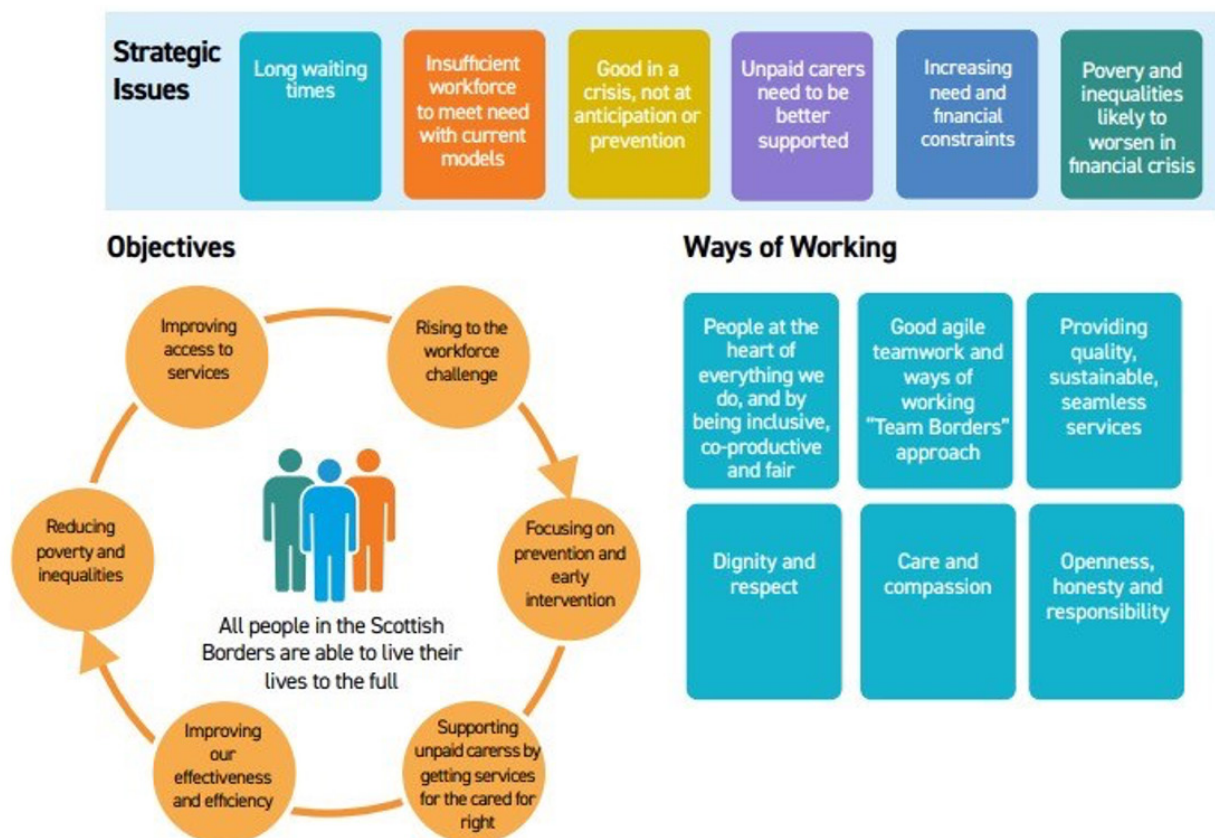 Strategic
Issues
Long waiting
times
Insufficient
workforce
to meet need
with current
models
Good in a
crisis, not at
anticipation or
prevention
Unpaid carers
need to be
better
supported
Increasing
need and
financial
constraints
Povery and
inequalities
likely to
worsen in
financial crisis
Objectives
Improving
access to
services
Rising to the
workforce
challenge
Focusing on
prevention and
early
intervention
Supporting
unpaid carerss by
getting services
for the cared for
right
Improving
our
effectiveness
and efficiency
Reducing
poverty and
inequalities
All people in the Scottish
Borders are able to live their
lives to the full
Ways of Working
People at the
heart of
everything we
do, and by
being inclusive,
co-productive
and fair
Good agile
teamwork and
ways of
working
“Team Borders”
approach
Providing
quality,
sustainable,
seamless
services
Dignity and
respect
Care and
compassion
Openness,
honesty and
responsibility